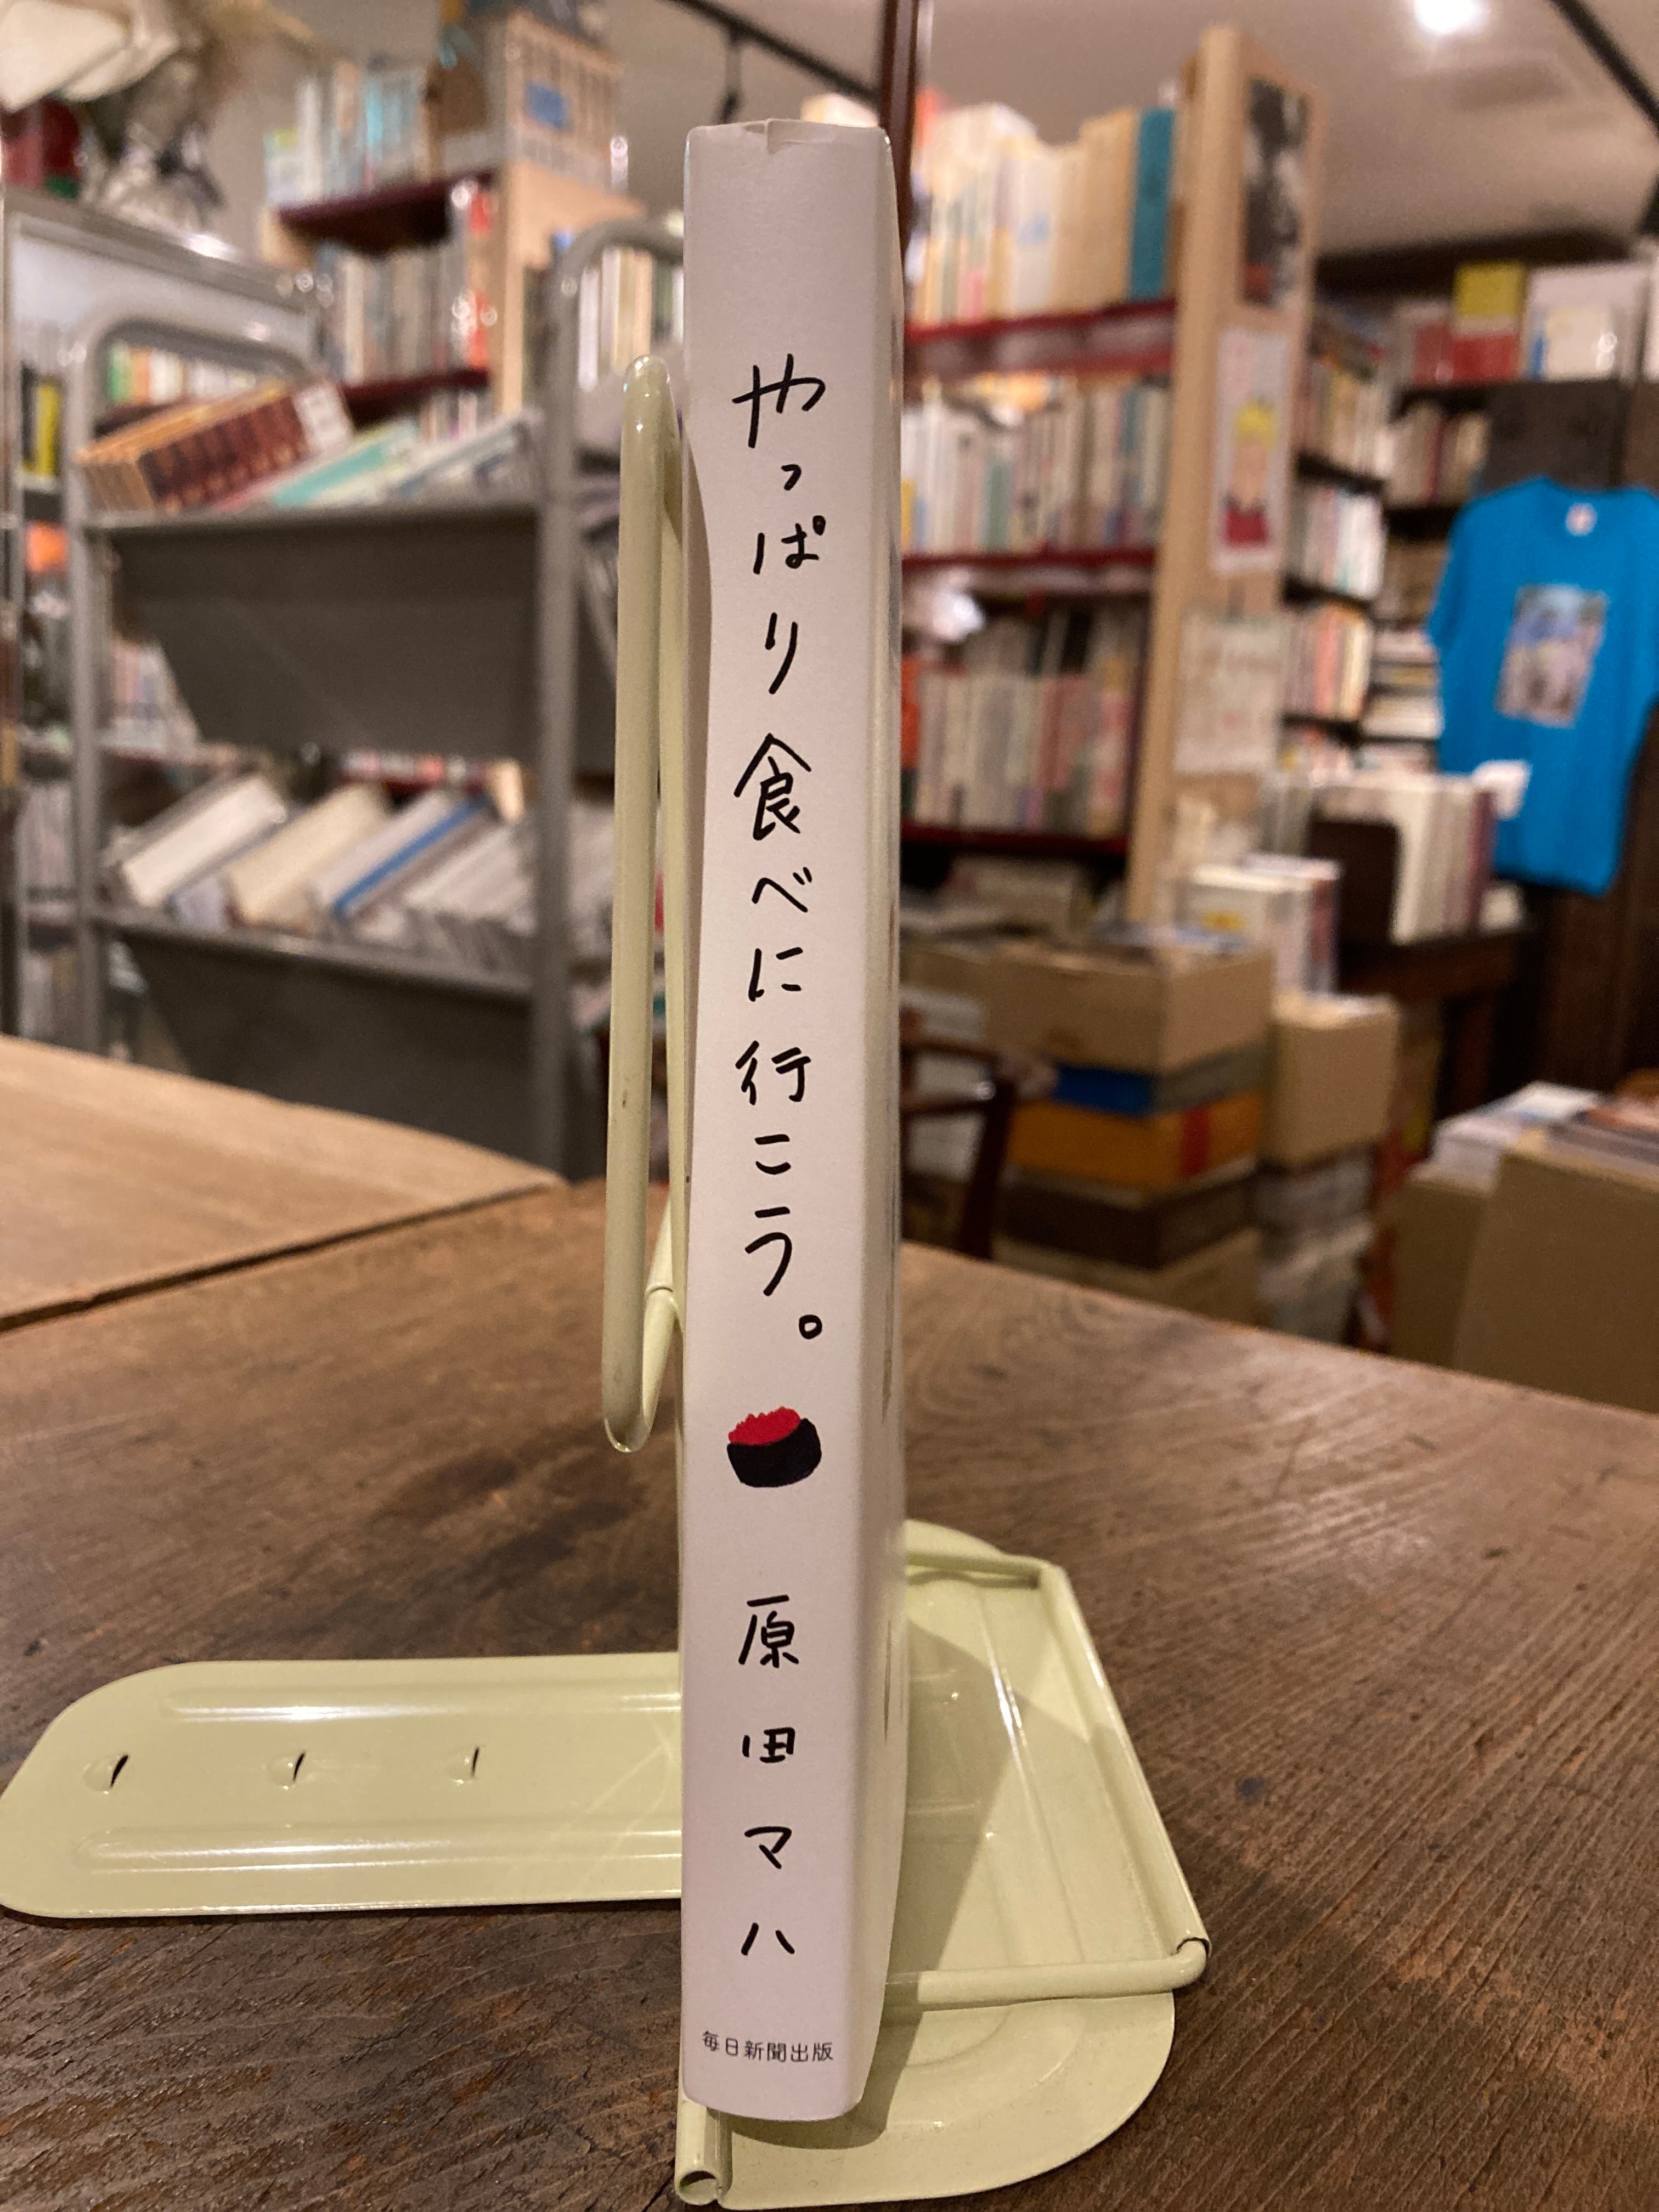 やっぱり食べに行こう。
原田マハ
毎日新聞出版